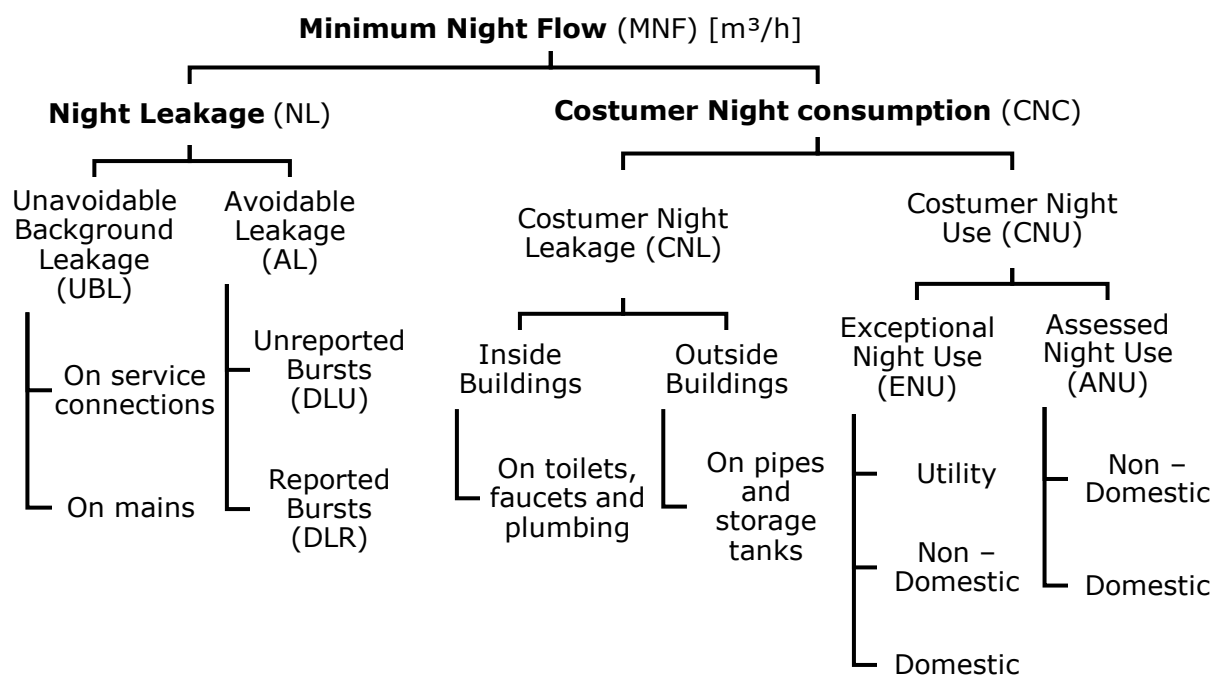 Minimum Night Flow (MNF) [m³/h]
Night Leakage (NL)
Costumer Night consumption (CNC)
Unavoidable
Background
Leakage
(UBL)
Avoidable
Leakage
(AL)
Costumer Night
Leakage (CNL)
Costumer Night
Use (CNU)
On service
connections
On mains
Unreported
Bursts
(DLU)
Reported
Bursts
(DLR)
Inside
Buildings
Outside
Buildings
On toilets,
faucets and
plumbing
On pipes
and
storage
tanks
Exceptional
Night Use
(ENU)
Assessed
Night Use
(ANU)
Utility
Non –
Domestic
Domestic
Non –
Domestic
Domestic